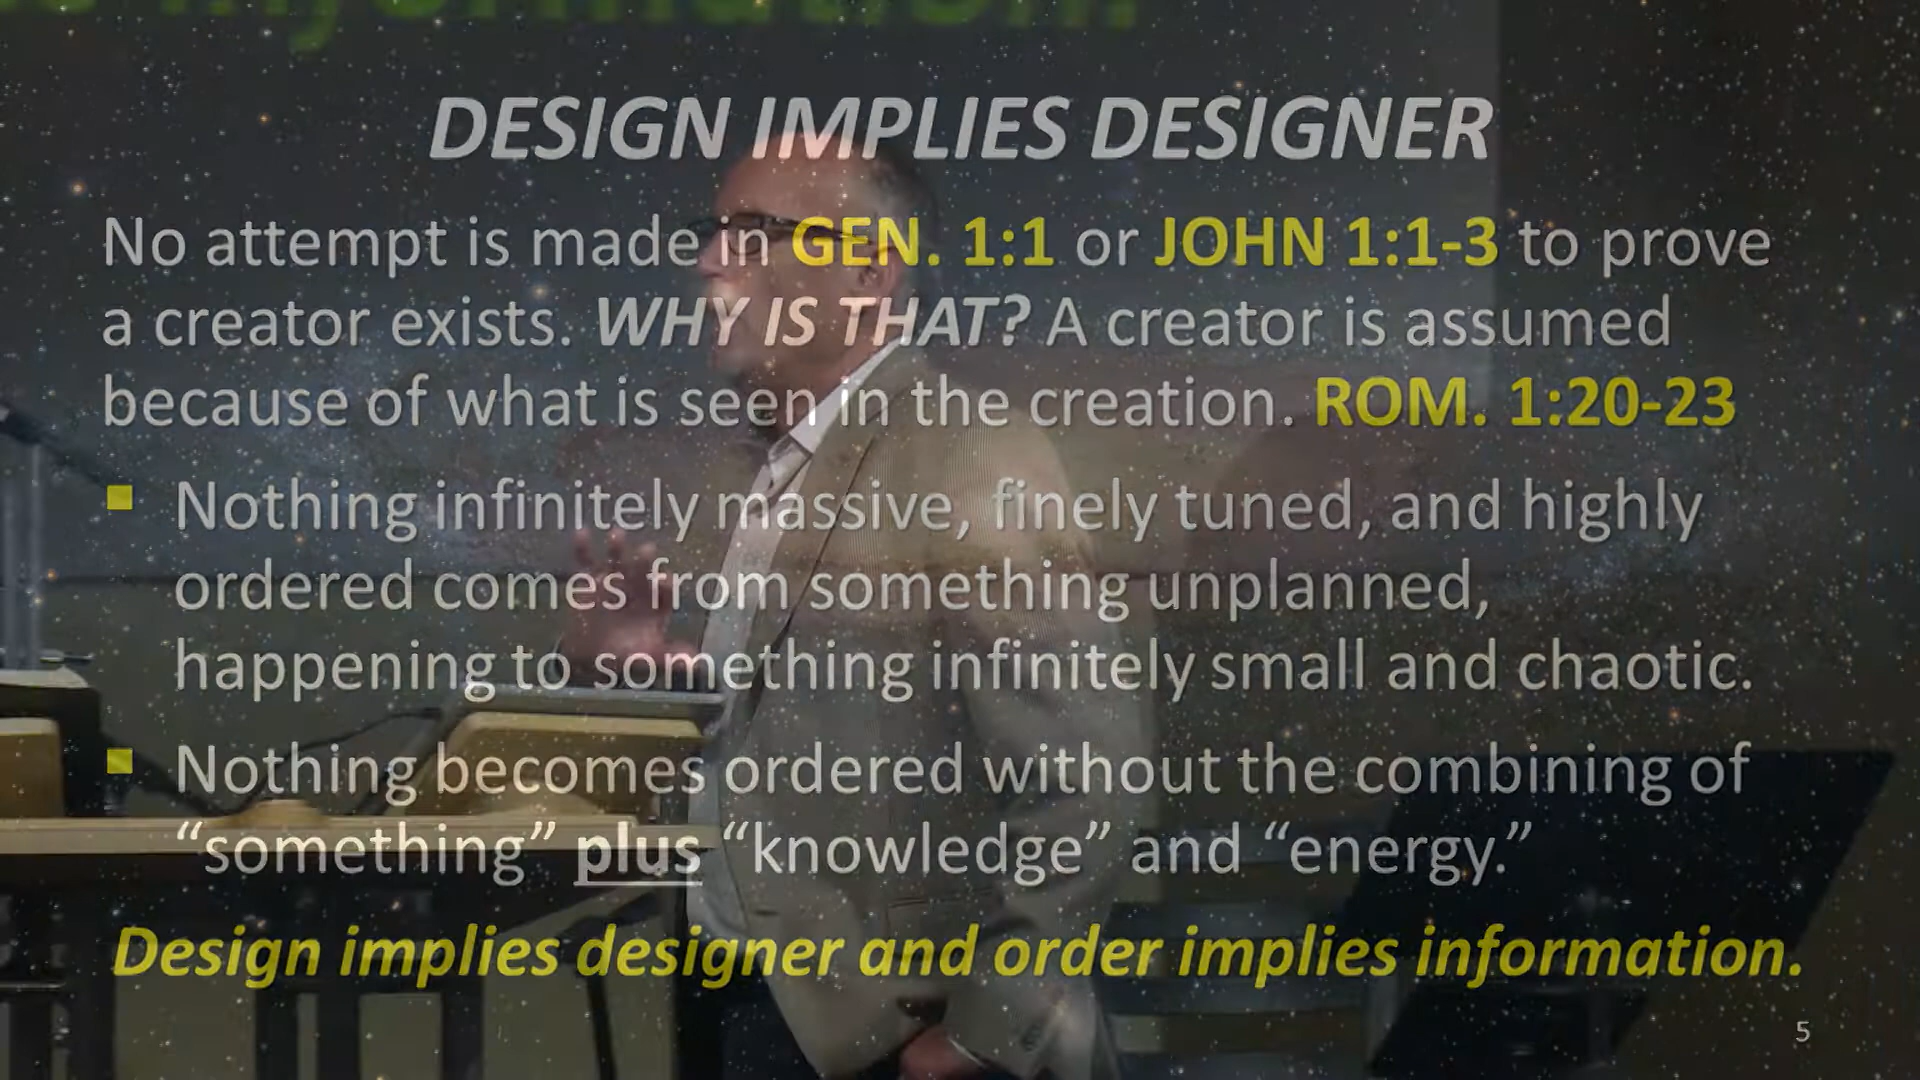 information.
DESIGN IMPLIES DESIGNER
No attempt is made in GEN. 1:1 or JOHN 1:1-3 to prove
a creator exists. WHY IS THAT? A creator is assumed
because of what is seen in the creation. ROM. 1:20-23
Nothing infinitely massive, finely tuned, and highly
ordered comes from something unplanned,
happening to something infinitely small and chaotic.
Nothing becomes ordered without the combining of
“something” plus “knowledge” and “energy.”
Design implies designer and order implies information.
5